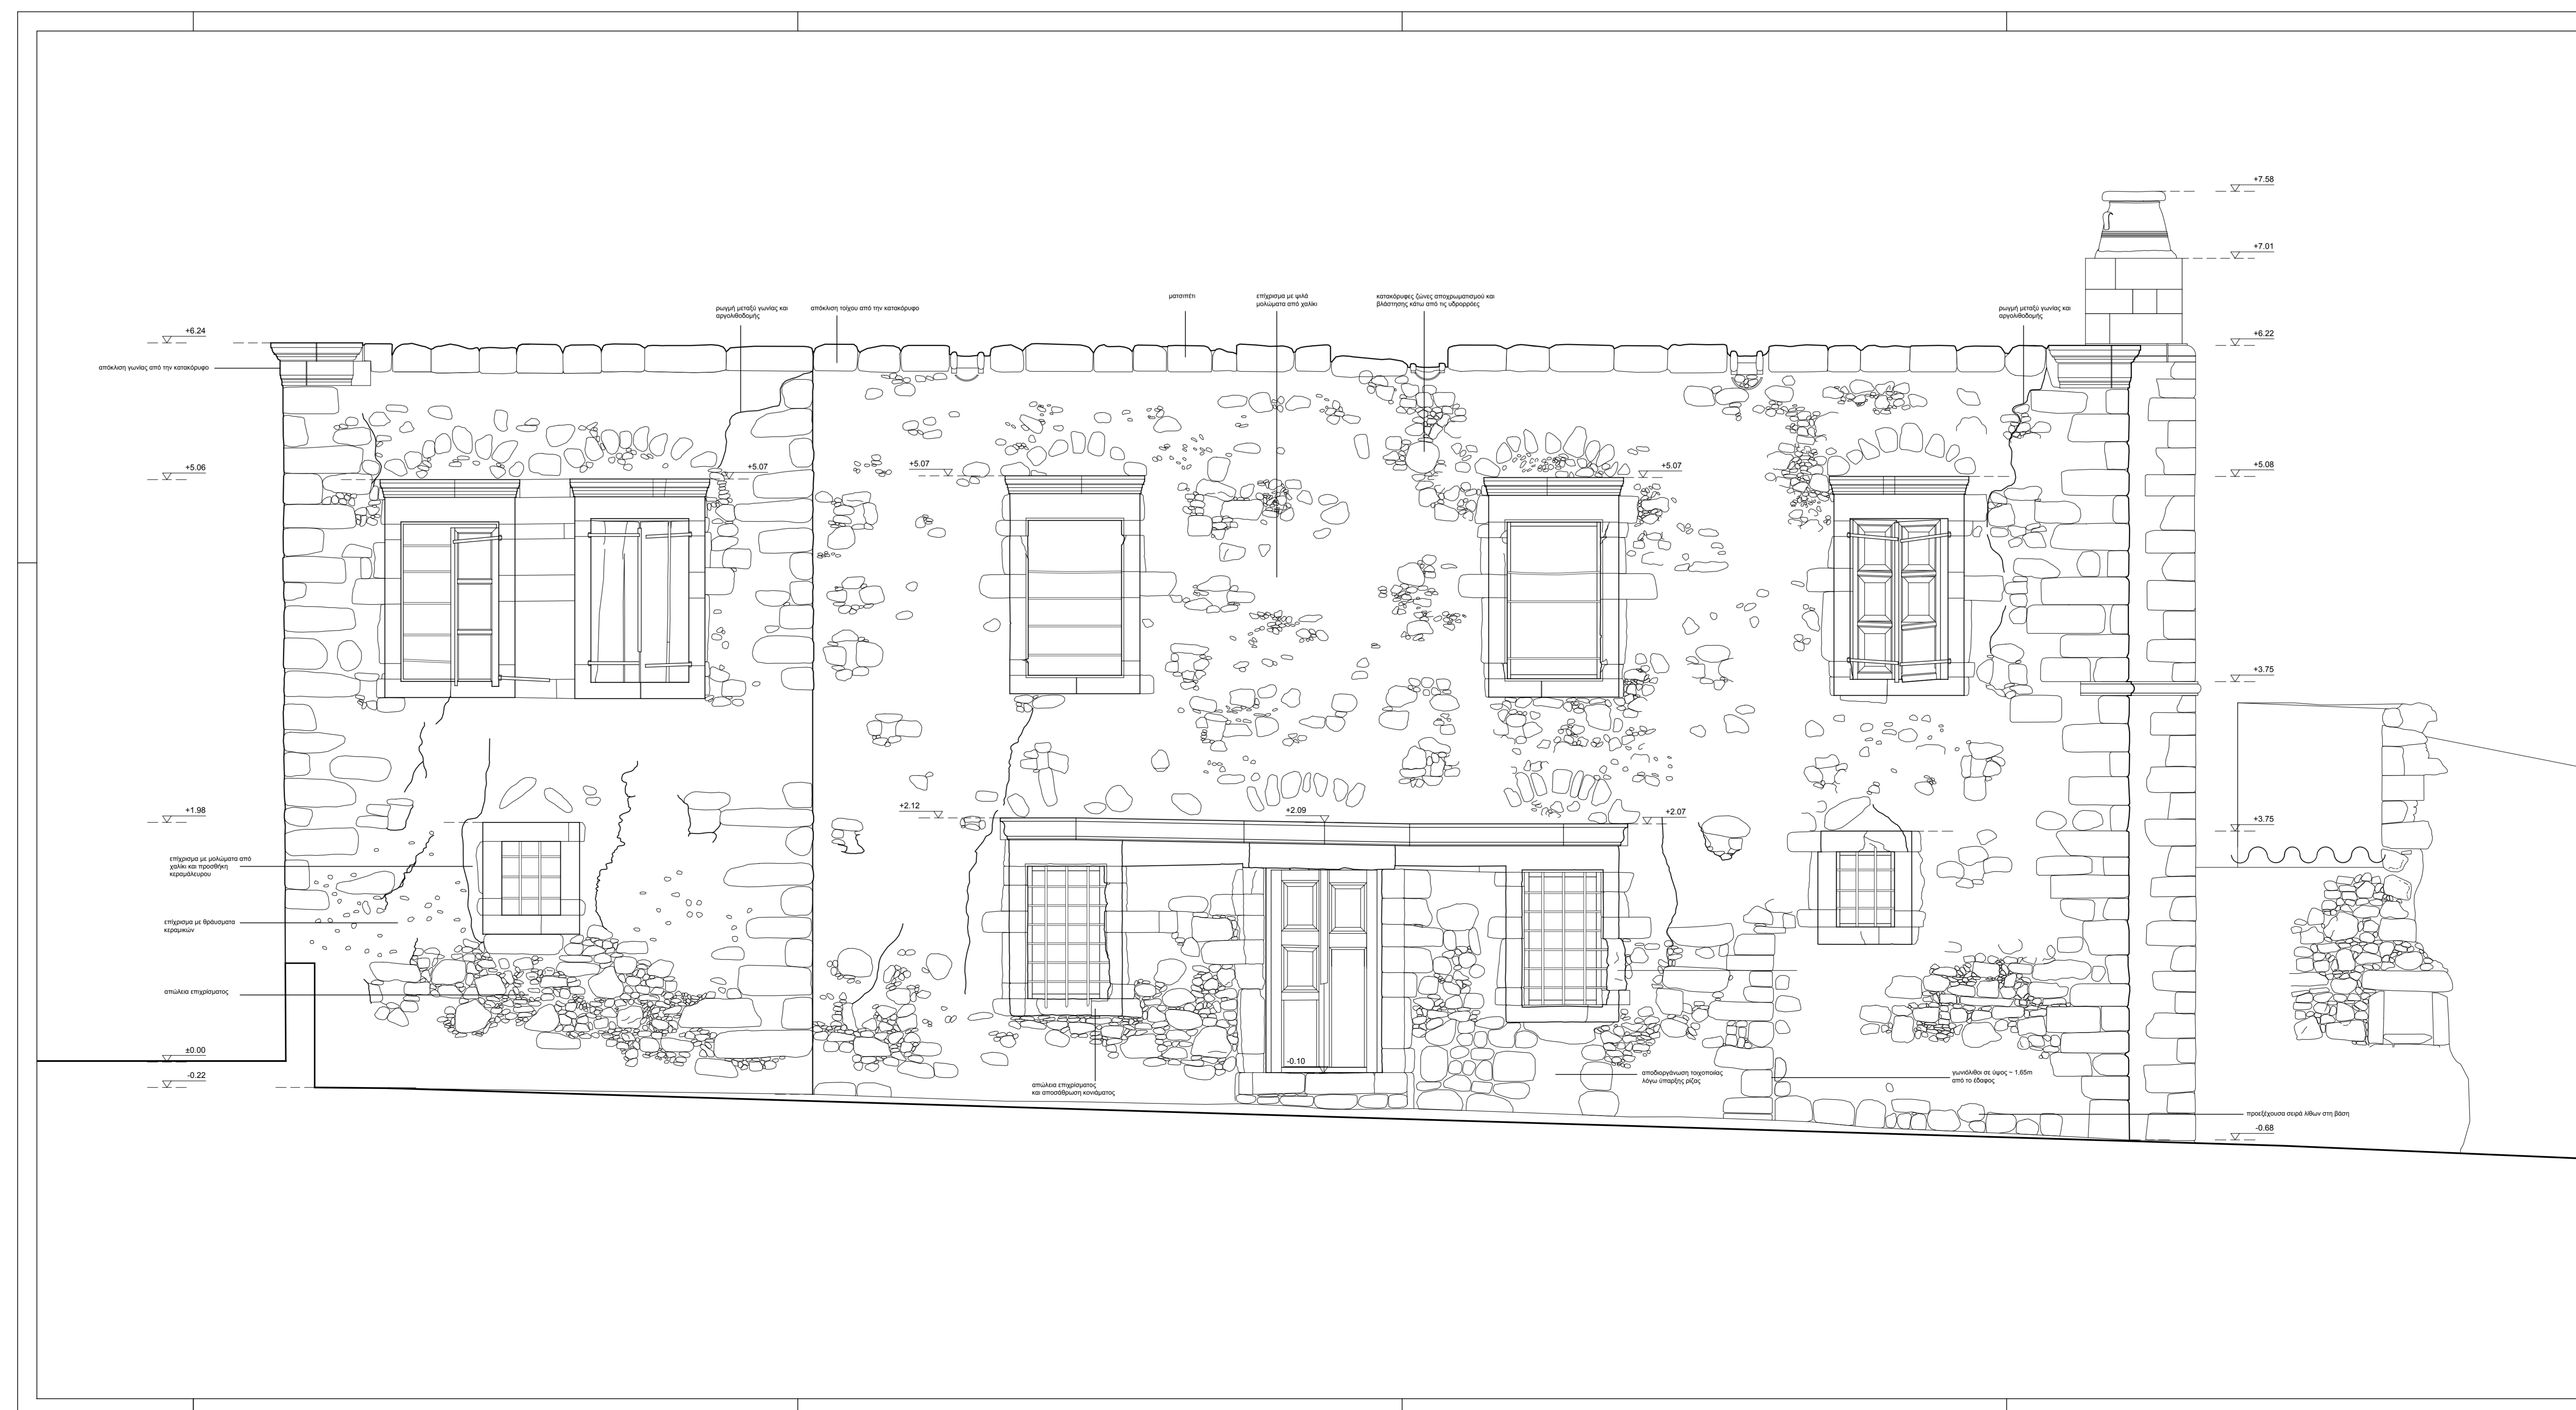 +7.58
+7.01
ρωγμή μεταξύ γωνίας και
αργολιθοδομής
απόκλιση τοίχου από την κατακόρυφο
ματσιπέτι
επίχρισμα με ψιλά
μολώματα από χαλίκι
κατακόρυφες ζώνες αποχρωματισμού και
βλάστησης κάτω από τις υδρορρόες
ρωγμή μεταξύ γωνίας και
αργολιθοδομής
+6.24
+6.22
απόκλιση γωνίας από την κατακόρυφο
+5.06
+5.07
+5.07
+5.07
+5.08
+3.75
+1.98
+2.12
+2.09
+2.07
+3.75
επίχρισμα με μολώματα από
χαλίκι και προσθήκη
κεραμάλευρου
επίχρισμα με θράυσματα
κεραμικών
απώλεια επιχρίσματος
±0.00
-0.10
-0.22
απώλεια επιχρίσματος
και αποσάθρωση κονιάματος
αποδιοργάνωση τοιχοποιίας
λόγω ύπαρξης ρίζας
γωνιόλιθοι σε ύψος ~ 1,65m
από το έδαφος
προεξέχουσα σειρά λίθων στη βάση
-0.68